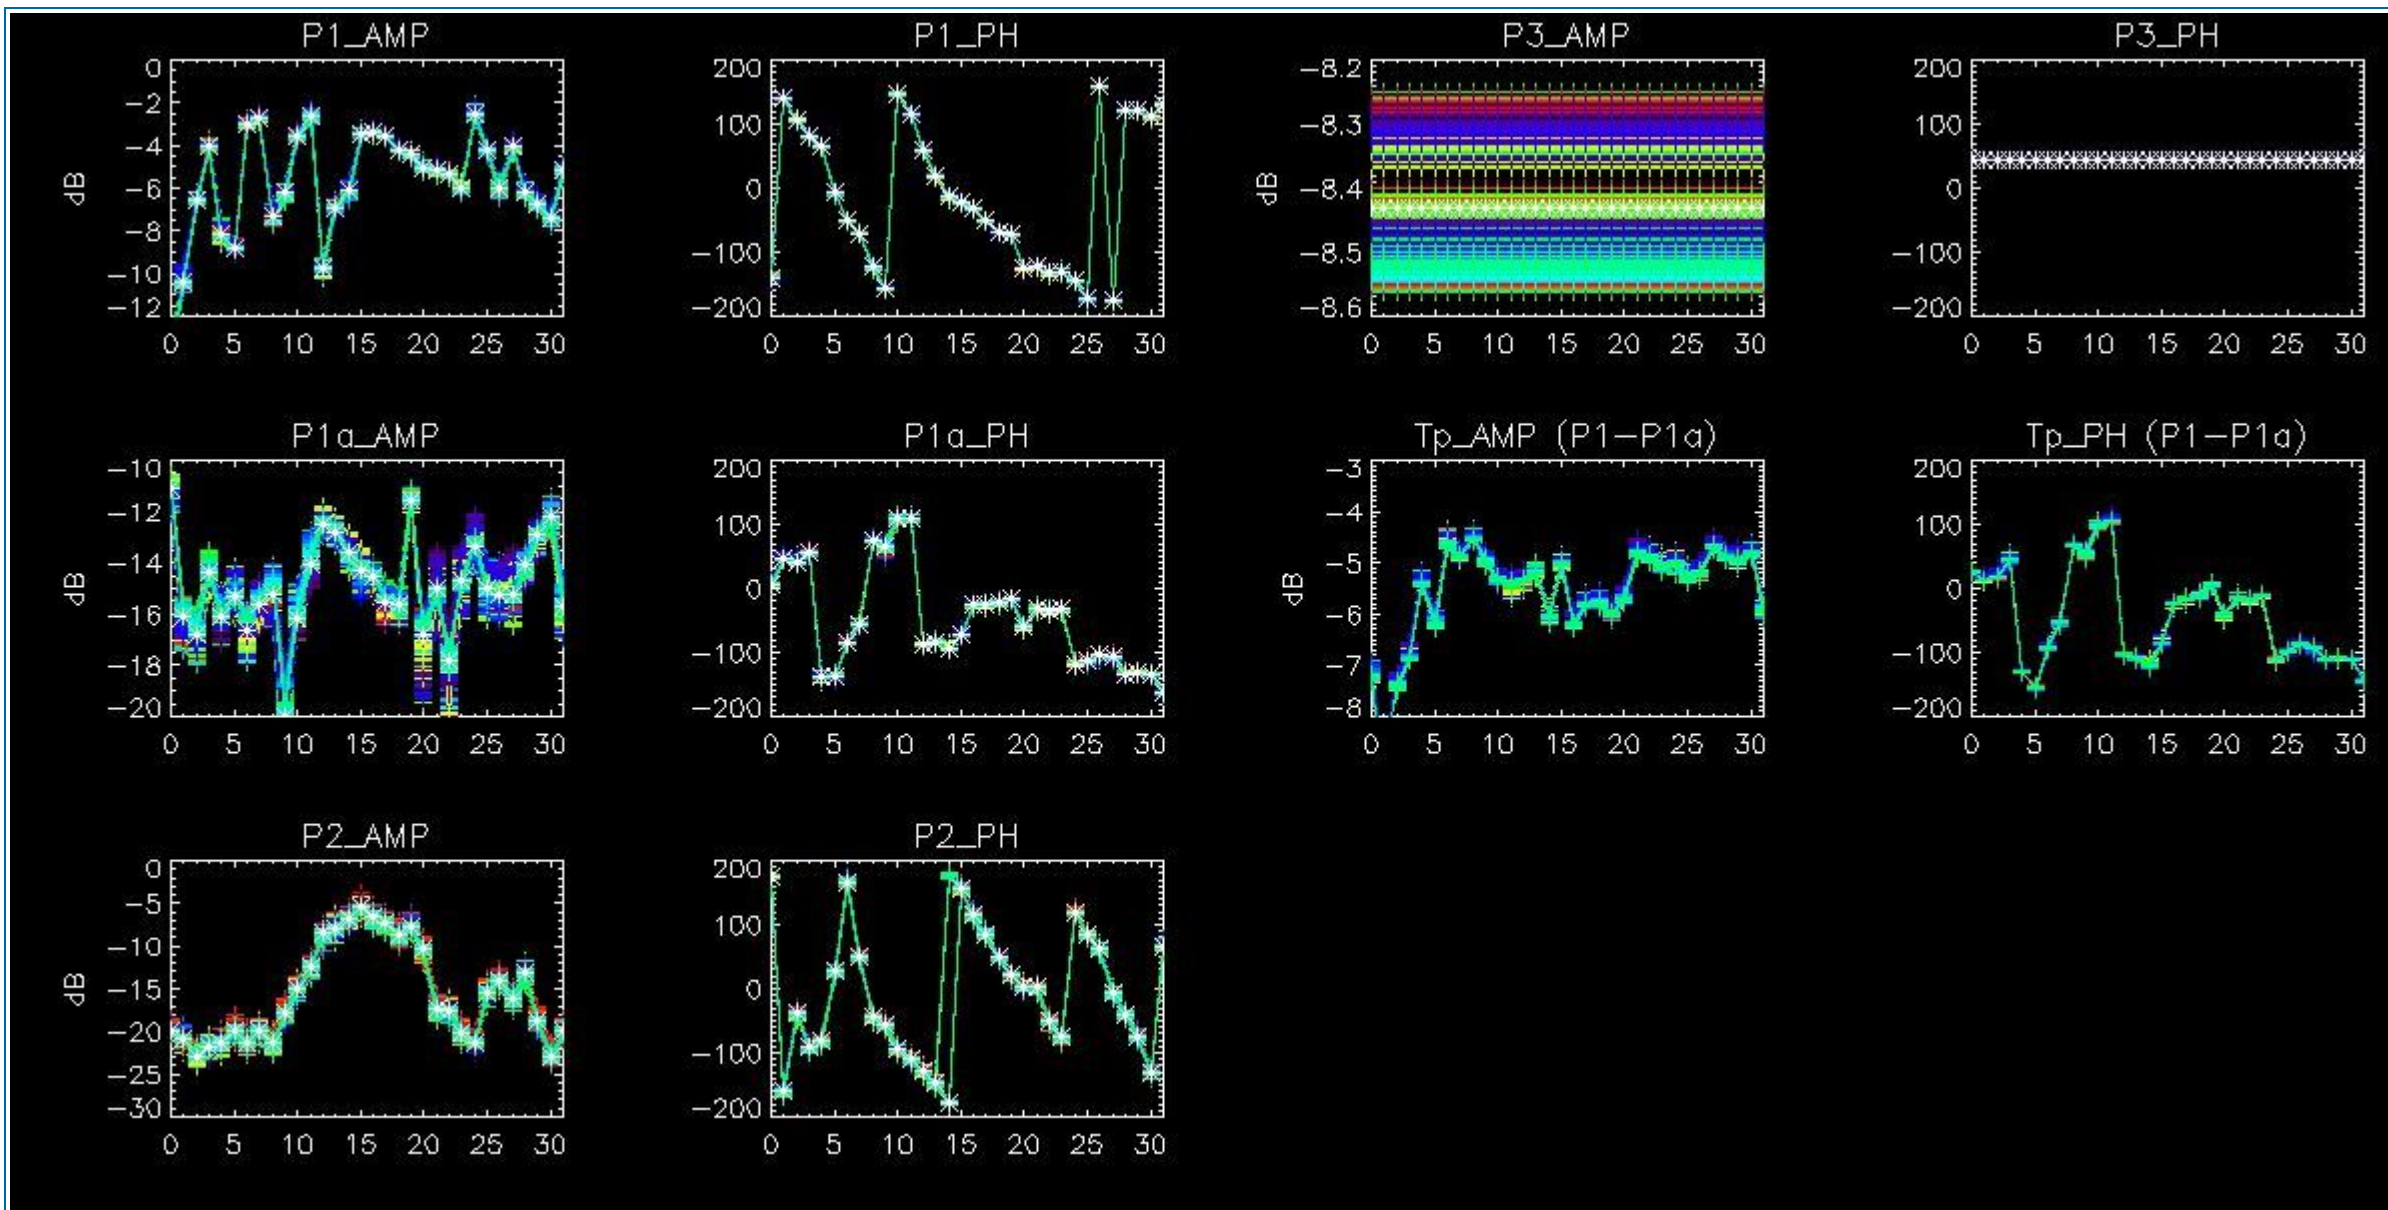 P1_AMP
0
−2
−4
−6
−8
−10
−12
dB
0 5 10 15 20 25 30
P1_PH
200
100
0
−100
−200
0 5 10 15 20 25 30
P3_AMP
−8.2
−8.3
−8.4
−8.5
−8.6
dB
0 5 10 15 20 25 30
P3_PH
200
100
0
−100
−200
0 5 10 15 20 25 30
P1a_AMP
−10
−12
−14
−16
−18
−20
dB
0 5 10 15 20 25 30
P1a_PH
200
100
0
−100
−200
0 5 10 15 20 25 30
Tp_AMP (P1−P1a)
−3
−4
−5
−6
−7
−8
dB
0 5 10 15 20 25 30
Tp_PH (P1−P1a)
200
100
0
−100
−200
0 5 10 15 20 25 30
P2_AMP
0
−5
−10
−15
−20
−25
−30
dB
0 5 10 15 20 25 30
P2_PH
200
100
0
−100
−200
0 5 10 15 20 25 30